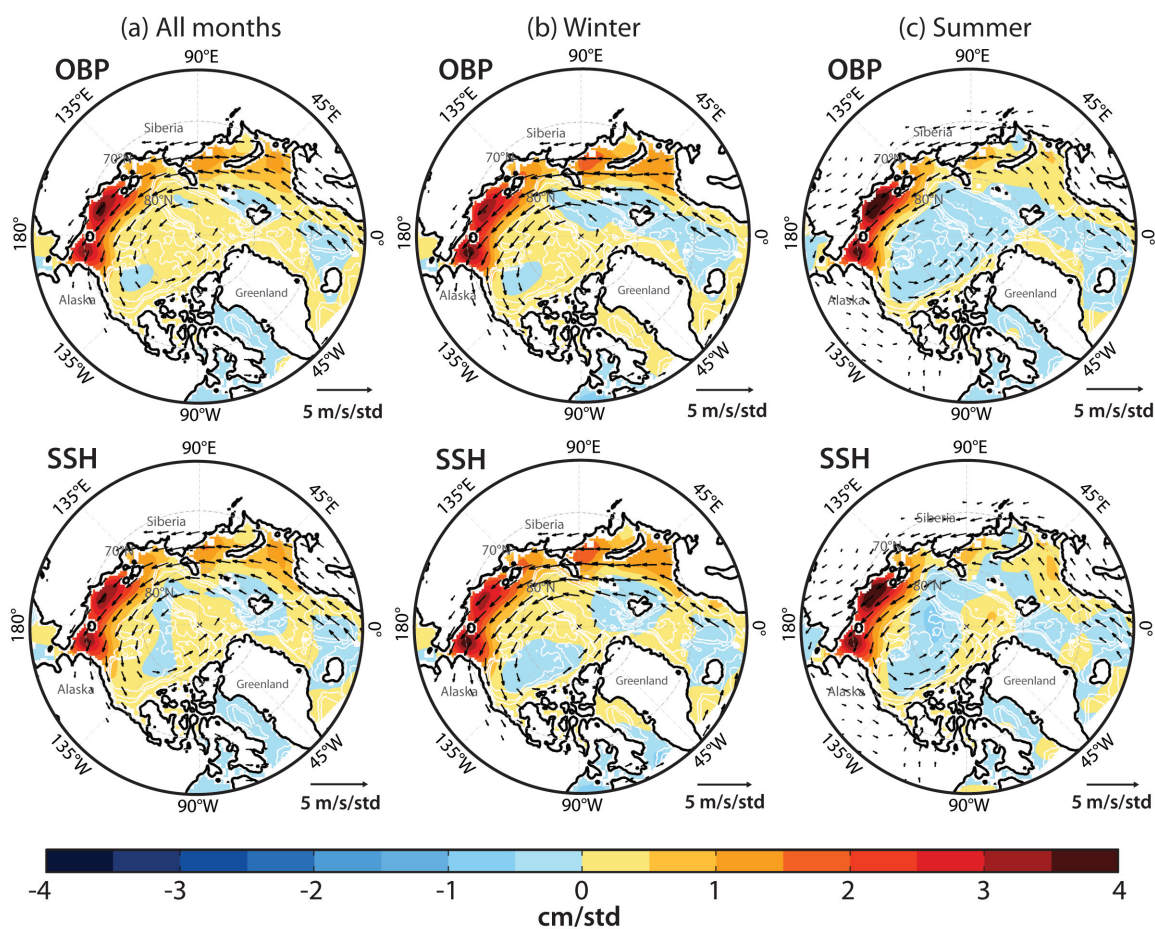 (a) All months
(b) Winter
(c) Summer
OBP
90°E
135°E
45°E
Siberia
70°N
80°N
180°
0°
Alaska
Greenland
135°W
45°W
90°W
5 m/s/std
OBP
90°E
135°E
45°E
Siberia
70°N
80°N
180°
0°
Alaska
Greenland
135°W
45°W
90°W
5 m/s/std
OBP
90°E
135°E
45°E
Siberia
70°N
80°N
180°
0°
Alaska
Greenland
135°W
45°W
90°W
5 m/s/std
SSH
90°E
135°E
45°E
Siberia
70°N
80°N
180°
0°
Alaska
Greenland
135°W
45°W
90°W
5 m/s/std
SSH
90°E
135°E
45°E
Siberia
70°N
80°N
180°
0°
Alaska
Greenland
135°W
45°W
90°W
5 m/s/std
SSH
90°E
135°E
45°E
Siberia
70°N
80°N
180°
0°
Alaska
Greenland
135°W
45°W
90°W
5 m/s/std
-4 -3 -2 -1 0 1 2 3 4
cm/std